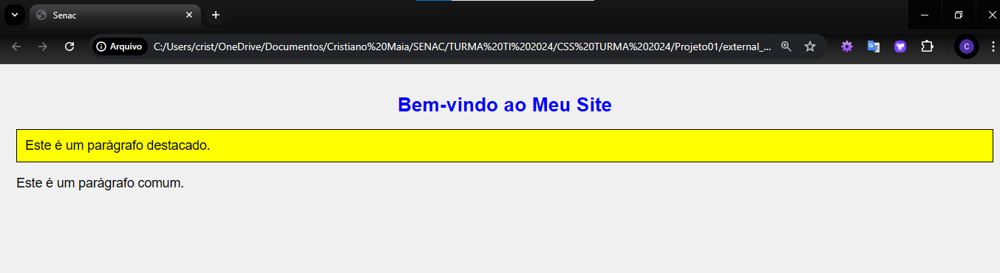 Senac
Arquivo
C:/Users/crist/OneDrive/Documentos/Cristiano%20Maia/SENAC/TURMA%20TI%202024/CSS%20TURMA%202024/Projeto01/external_...
C
Bem-vindo ao Meu Site
Este é um parágrafo destacado.
Este é um parágrafo comum.